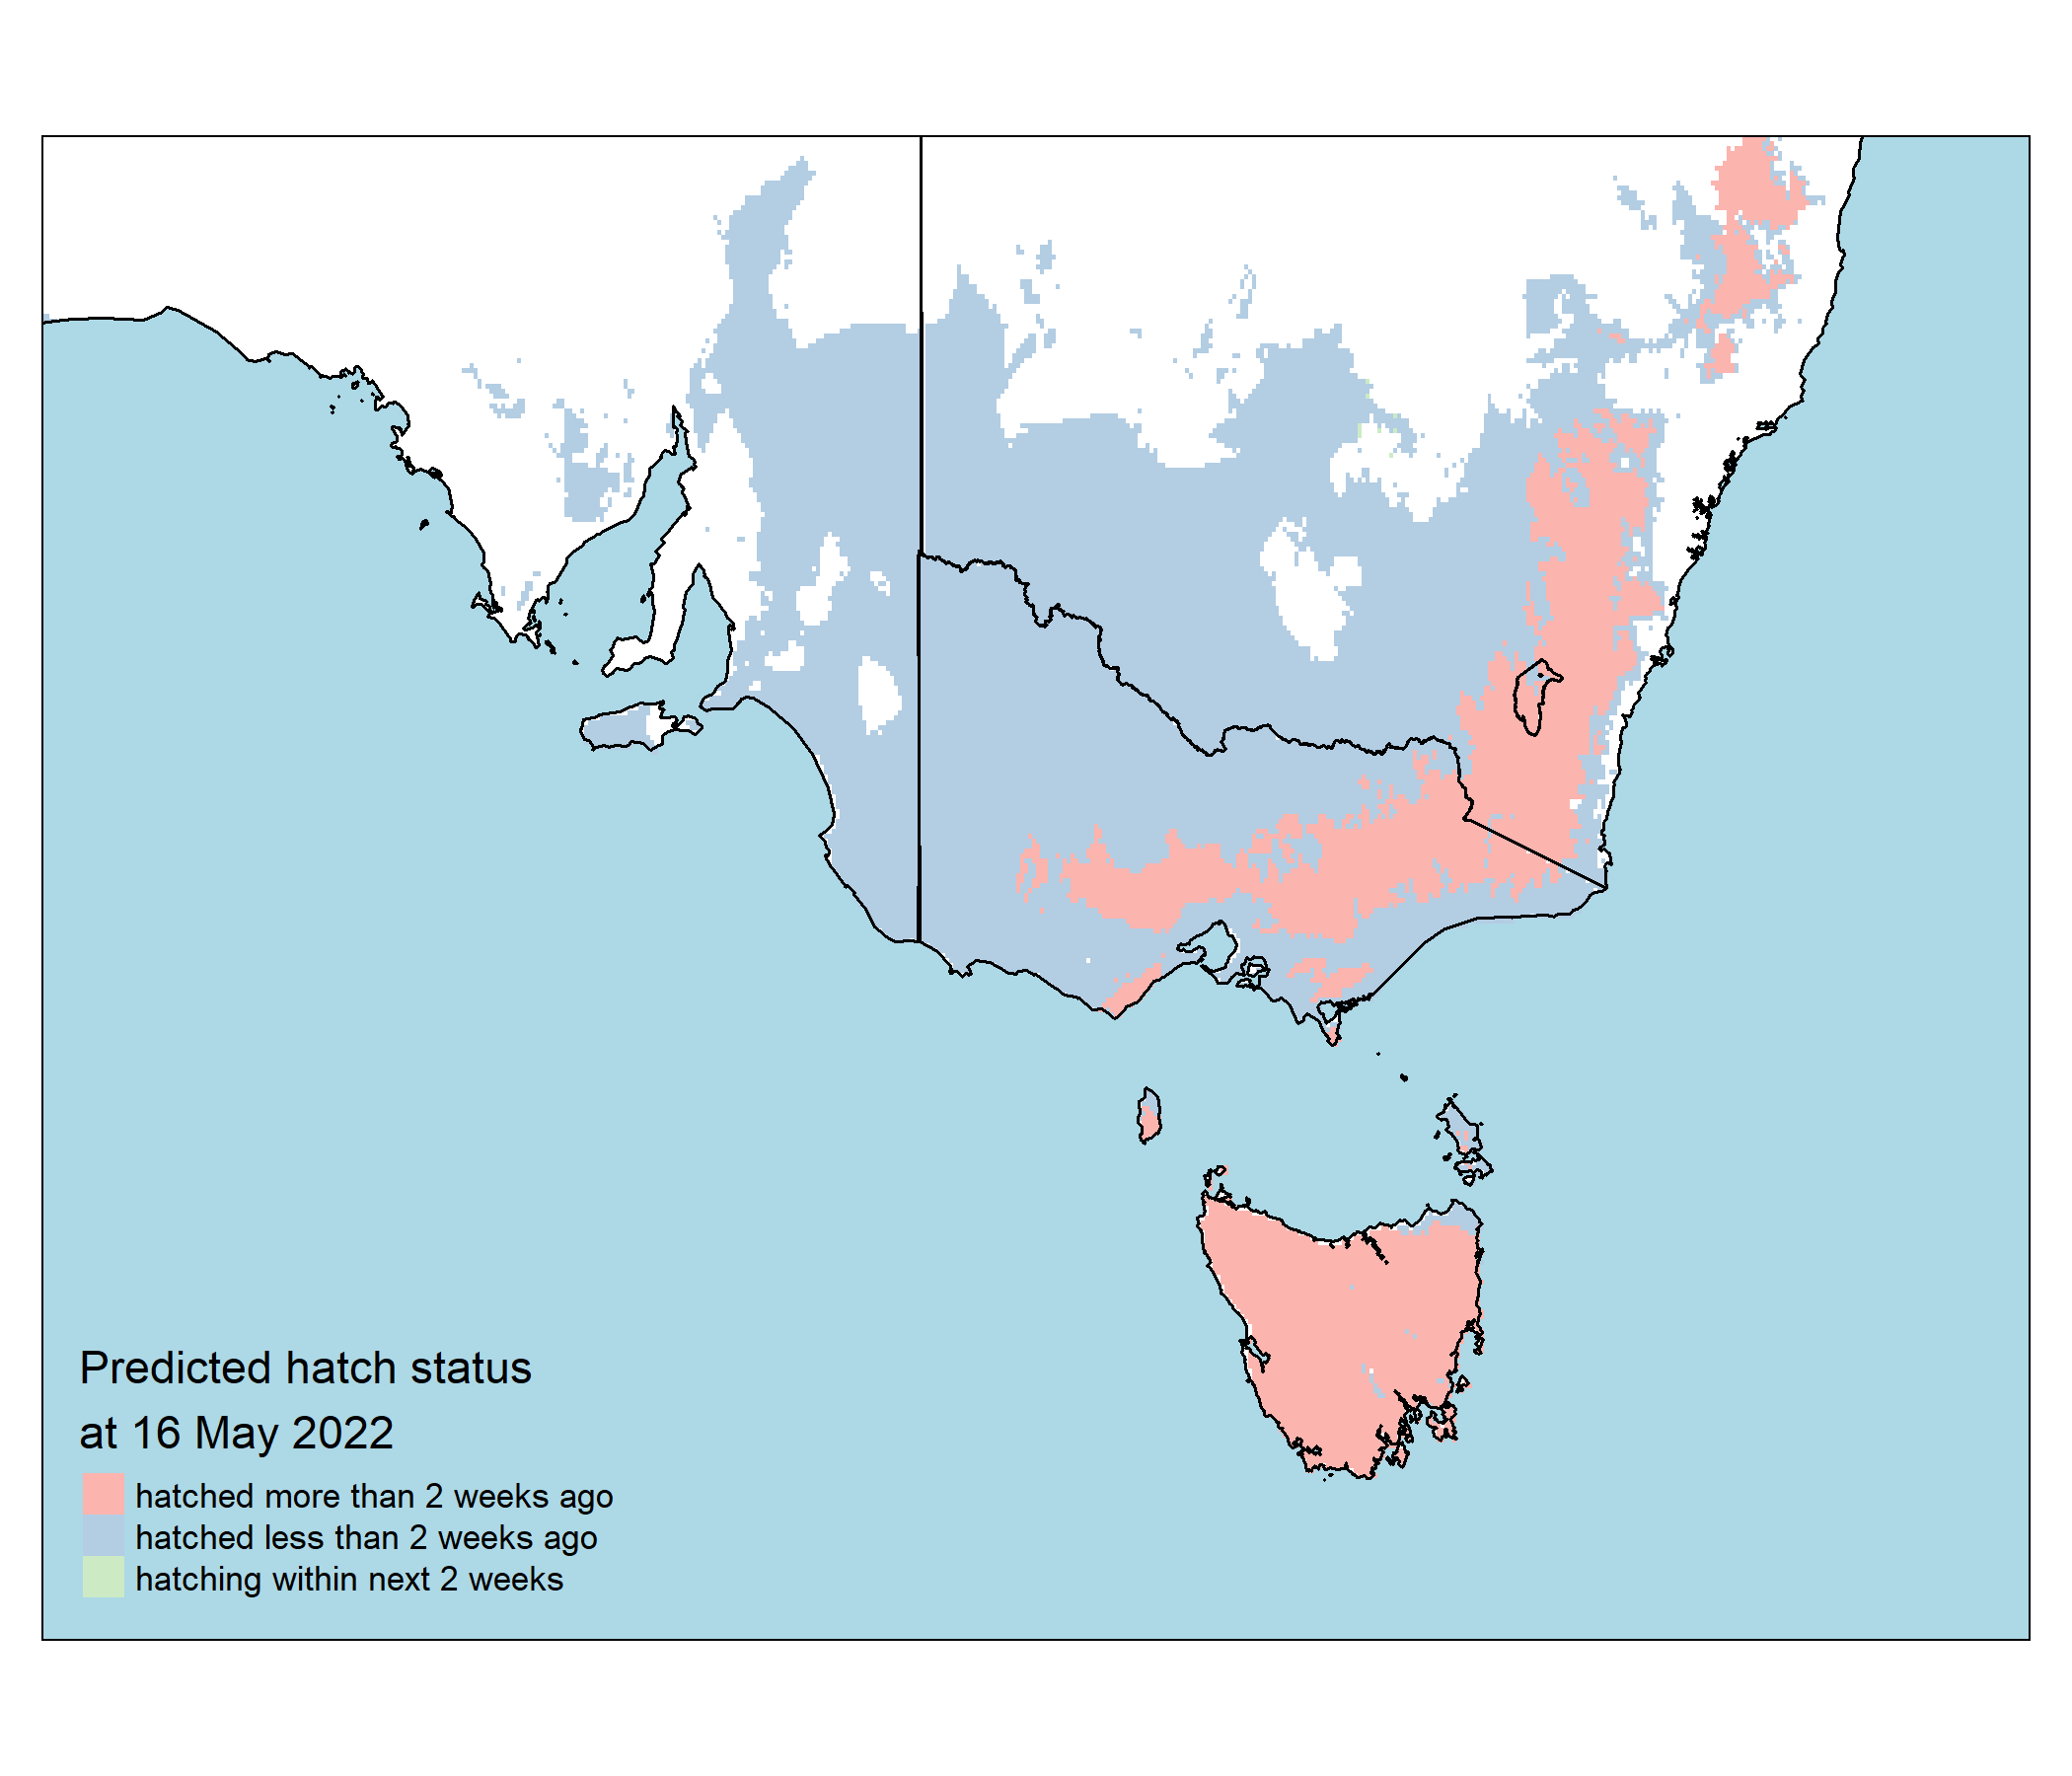 Predicted hatch status
at 16 May 2022
hatched more than 2 weeks ago
hatched less than 2 weeks ago
hatching within next 2 weeks